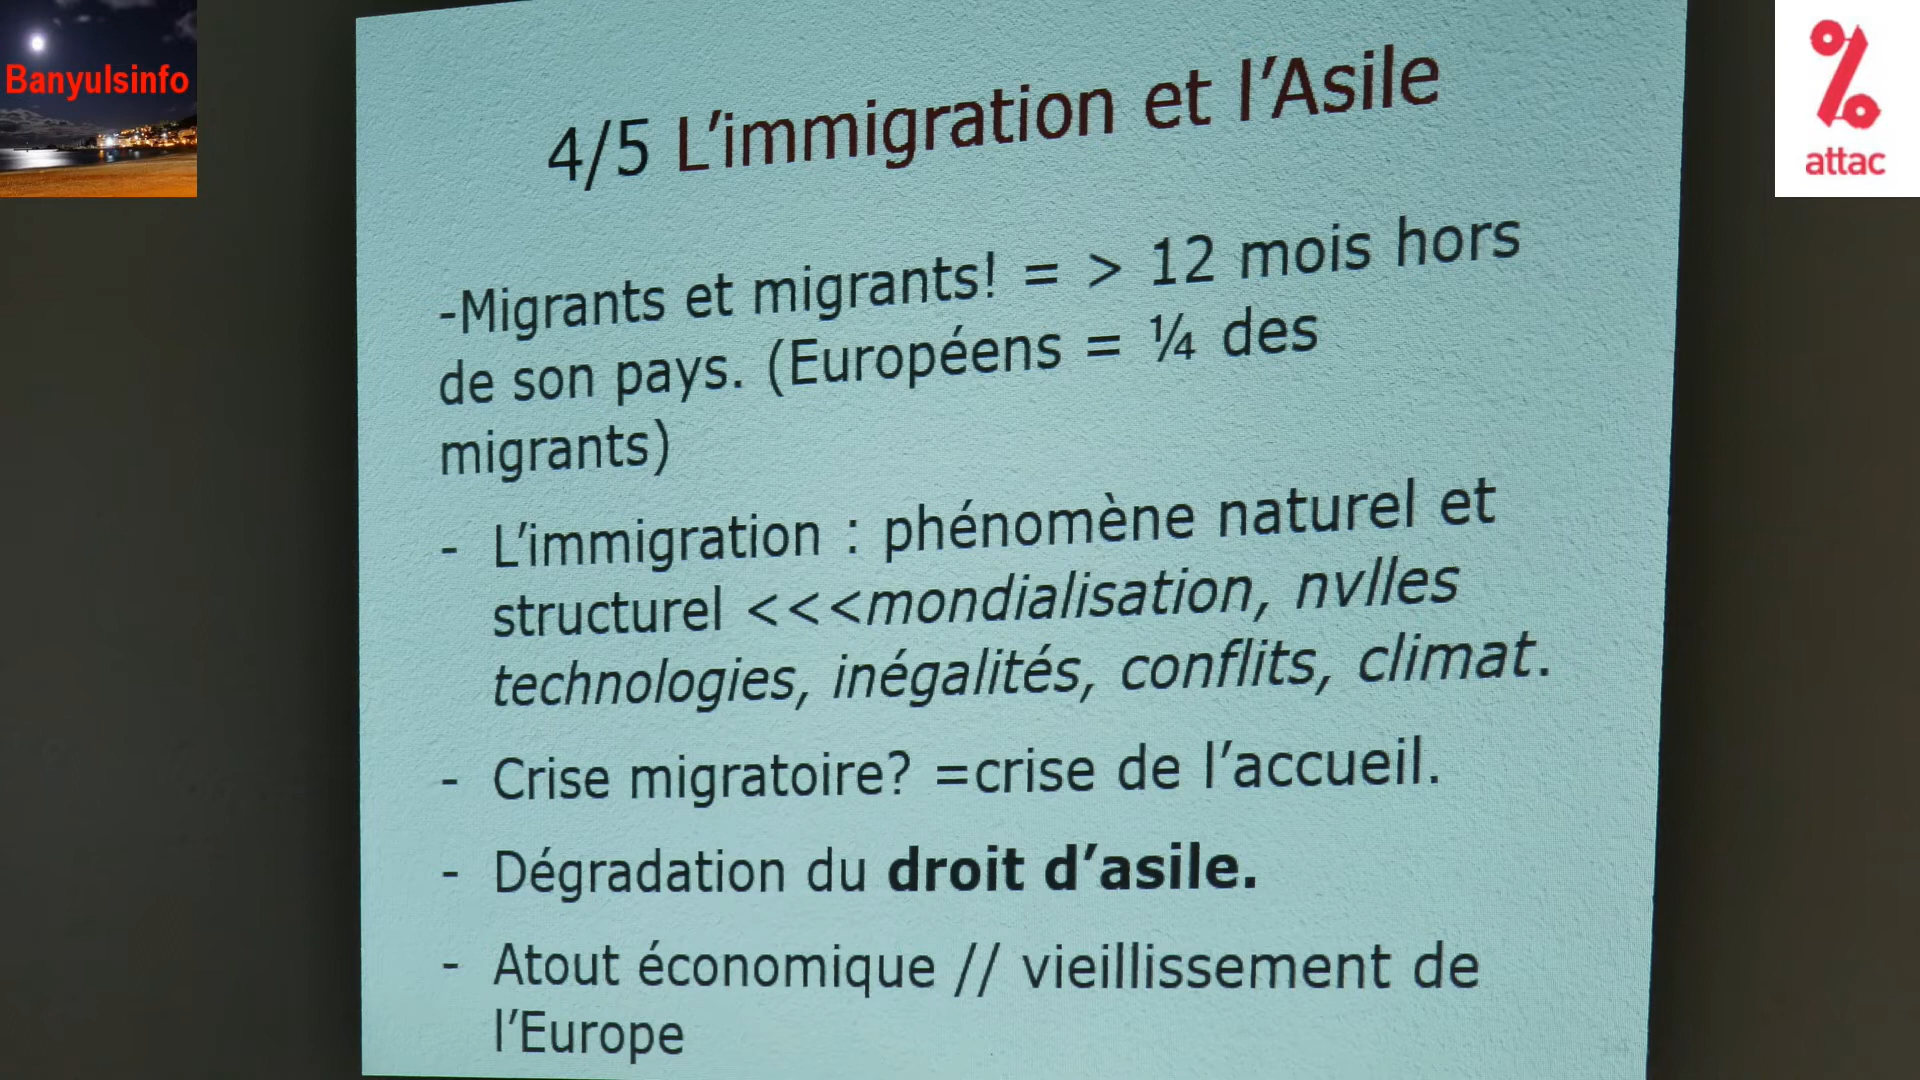 Banyulsinfo
attac
4/5 L'immigration et l'Asile
-Migrants et migrants! = > 12 mois hors
de son pays. (Européens = ¼ des
migrants)
- L'immigration : phénomène naturel et
structurel <<<mondialisation, nvlles
technologies, inégalités, conflits, climat.
- Crise migratoire? =crise de l'accueil.
- Dégradation du droit d'asile.
- Atout économique // vieillissement de
l'Europe